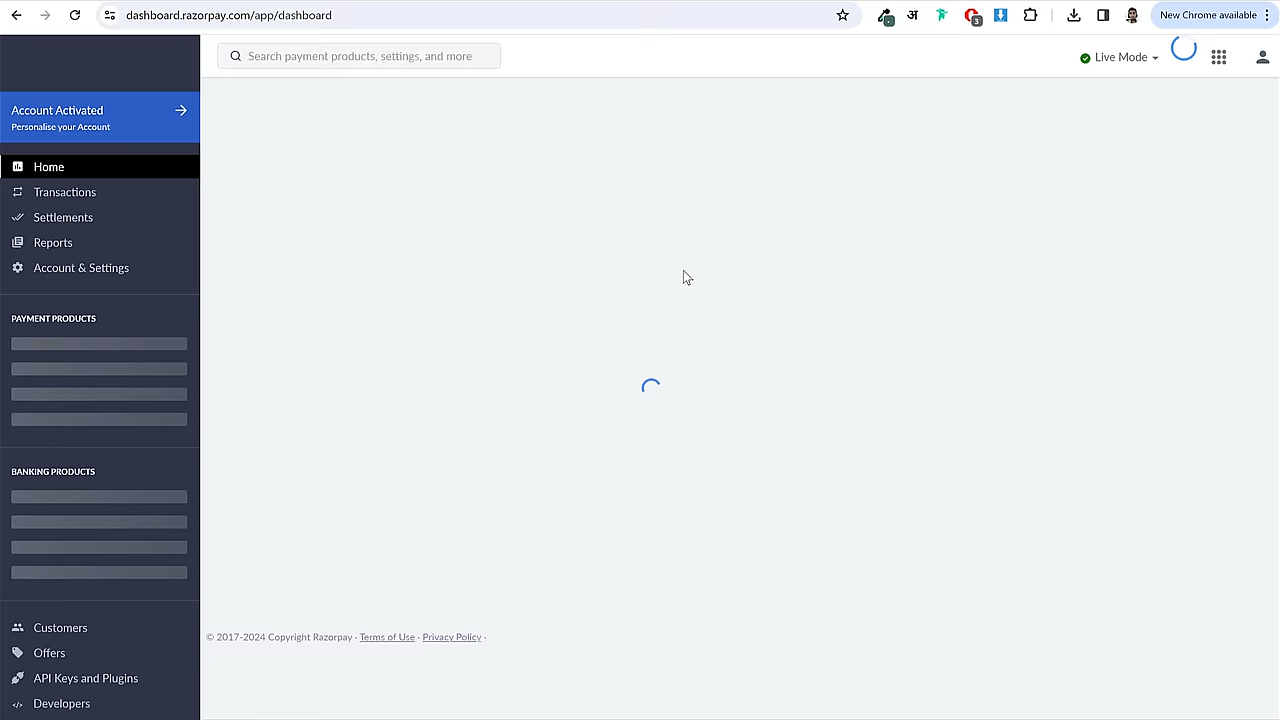 dashboard.razorpay.com/app/dashboard
अ
3
New Chrome available
Search payment products, settings, and more
Live Mode
Account Activated
Personalise your Account
Home
Transactions
Settlements
Reports
Account & Settings
PAYMENT PRODUCTS
BANKING PRODUCTS
Customers
Offers
API Keys and Plugins
Developers
© 2017-2024 Copyright Razorpay · Terms of Use · Privacy Policy ·